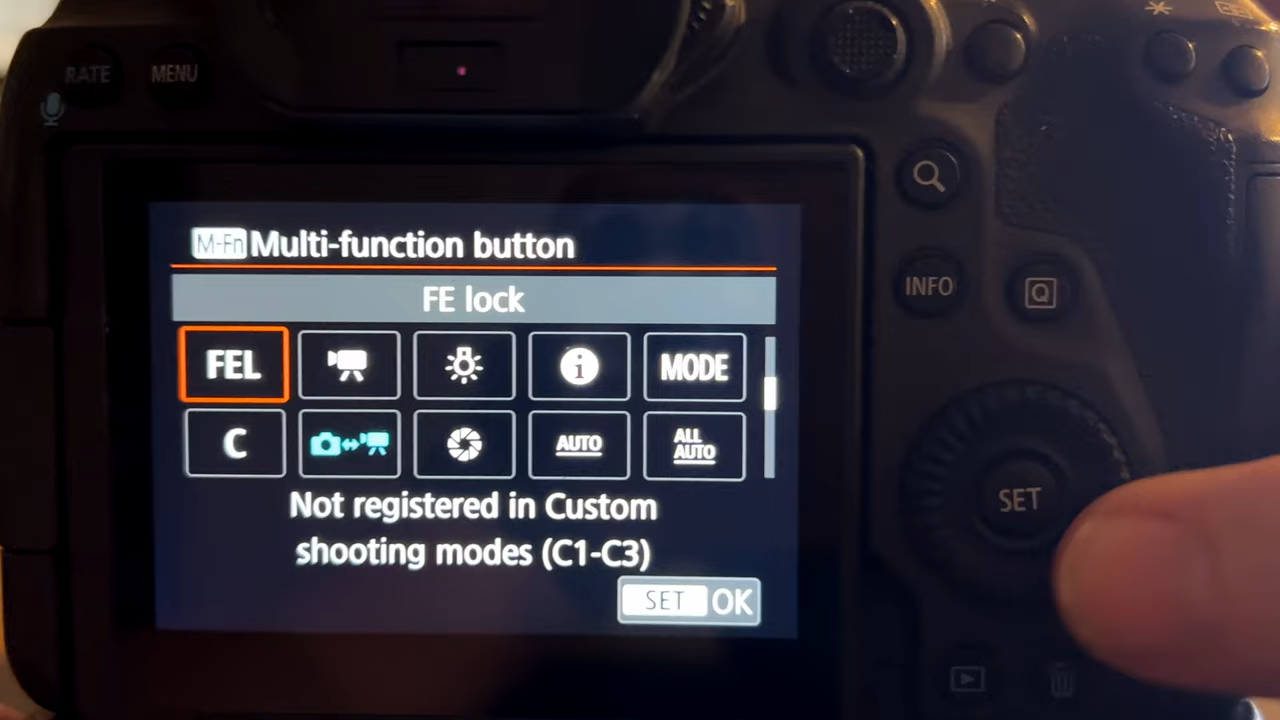 RATE MENU
M-Fn Multi-function button
FE lock
FEL MODE
C AUTO ALL AUTO
Not registered in Custom
shooting modes (C1-C3)
SET OK
INFO Q
SET